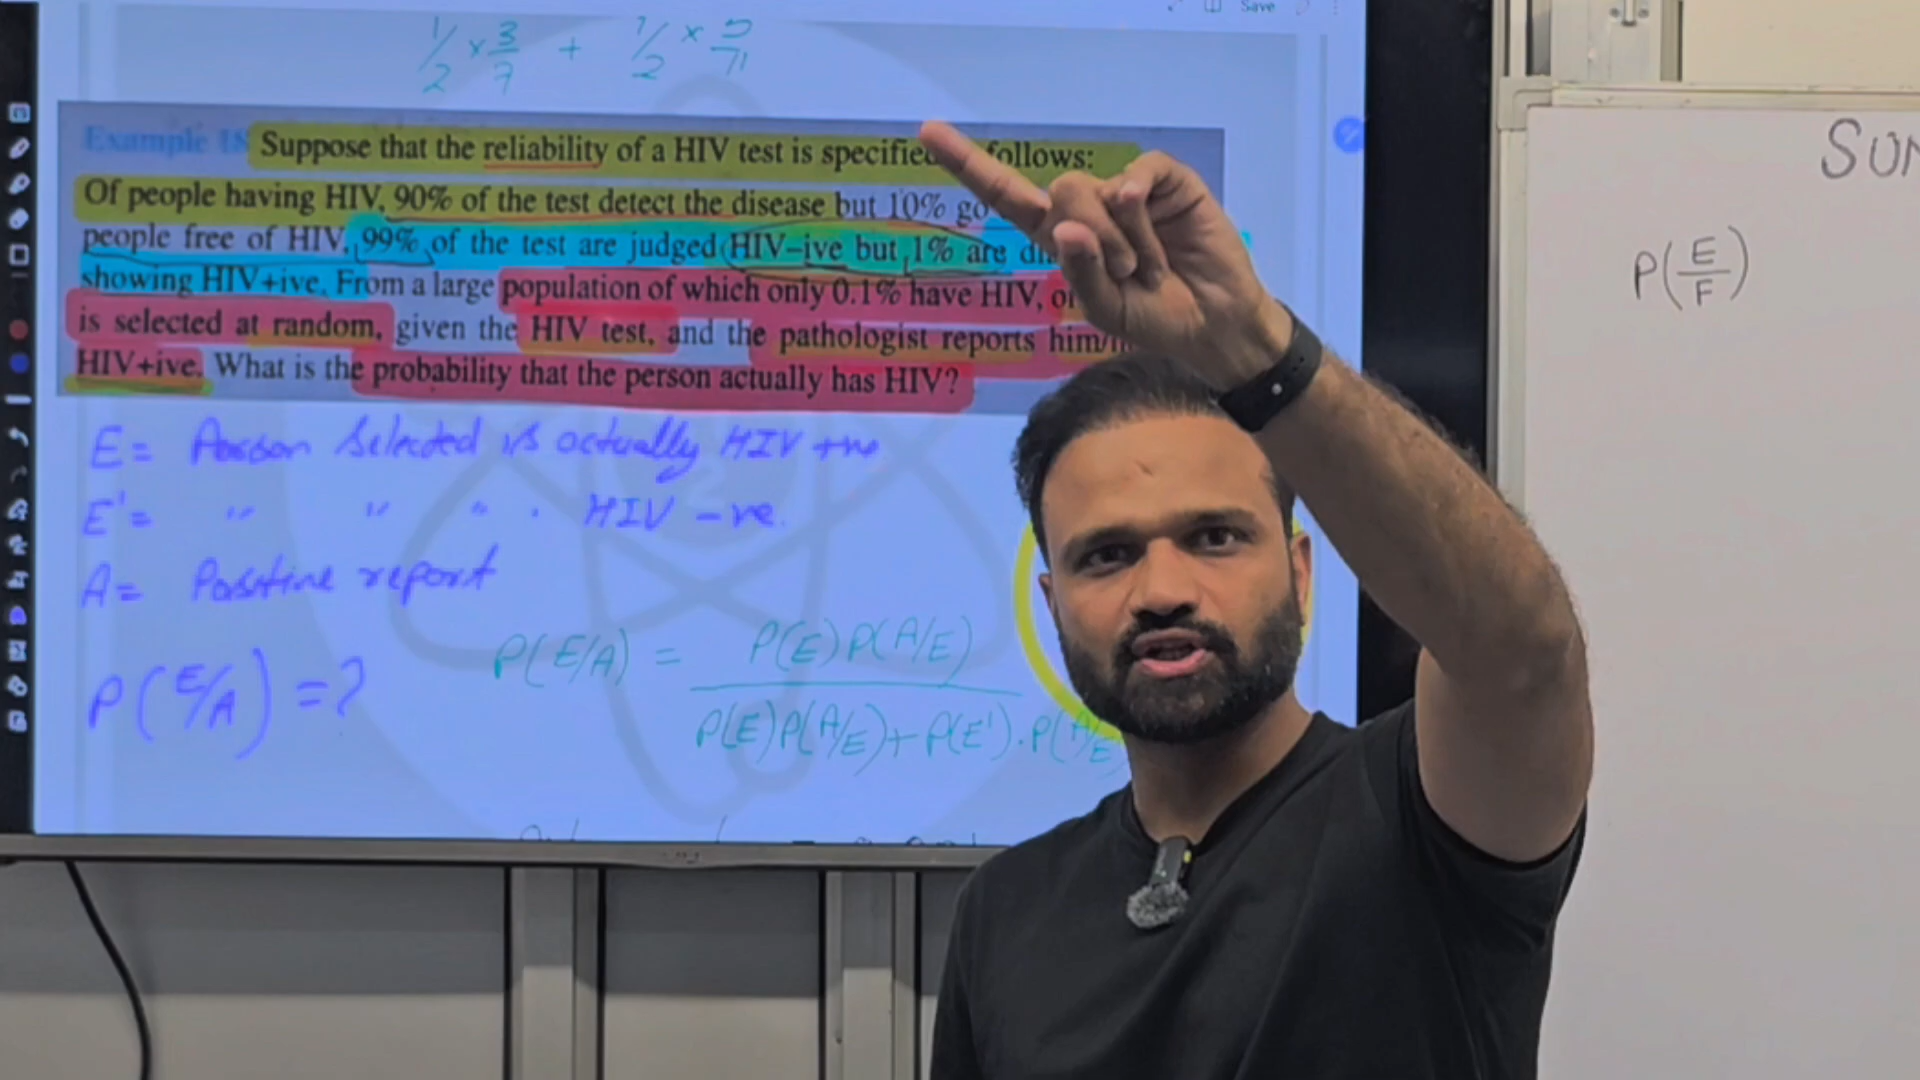 Save
1/2 × 3/7 + 1/2 × 5/11
Example 18 Suppose that the reliability of a HIV test is specified follows:
Of people having HIV, 90% of the test detect the disease but 10% go
people free of HIV, 99% of the test are judged HIV–ive but 1% are
showing HIV+ive. From a large population of which only 0.1% have HIV,
is selected at random, given the HIV test, and the pathologist reports
HIV+ive. What is the probability that the person actually has HIV?
E = Person Selected is actually HIV +ve
E' = " " " . HIV -ve.
A = Positive report
P(E/A) = ?
P(E/A) = P(E) P(A/E)
P(E) P(A/E) + P(E') . P(A/E
P(E/F)